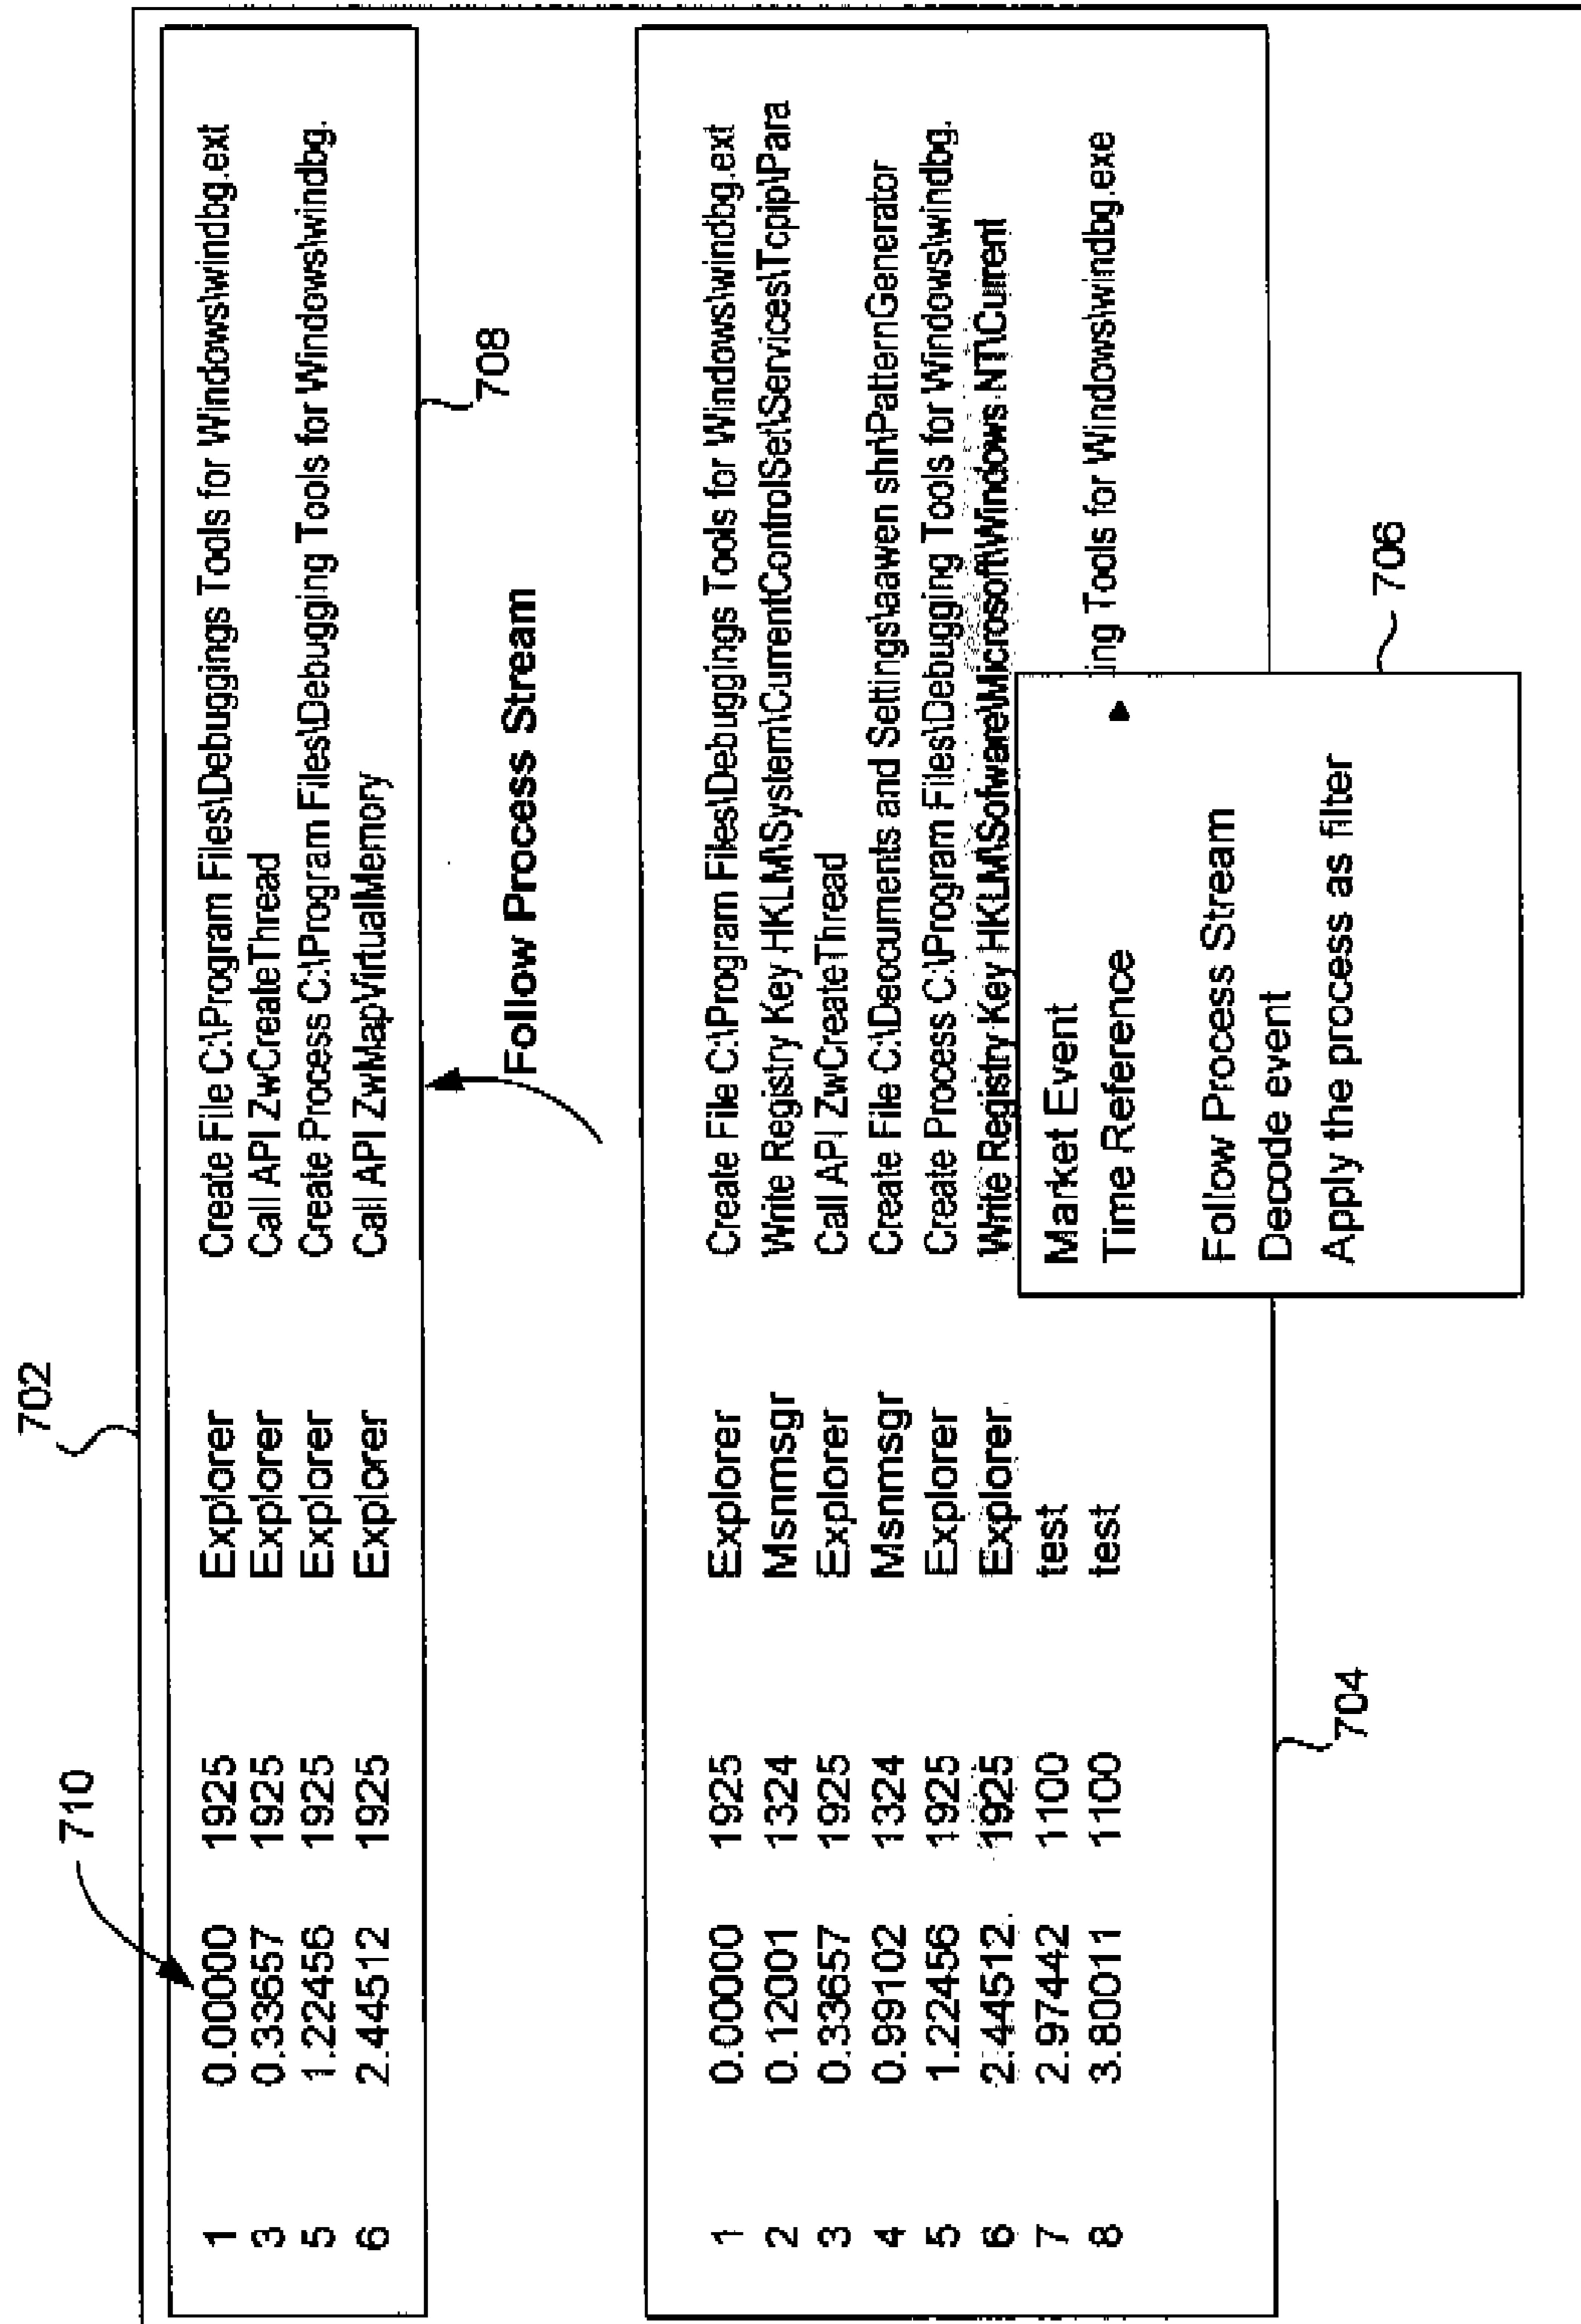 702
710
1 0.00000 1925 Explorer Create File C:\Program Files\Debuggings Tools for Windows\windbg.ext
3 0.33657 1925 Explorer Call API ZwCreateThread
5 1.22456 1925 Explorer Create Process C:\Program Files\Debugging Tools for Windows\windbg.
6 2.44512 1925 Explorer Call API ZwMapVirtualMemory
708
Follow Process Stream
1 0.00000 1925 Explorer Create File C:\Program Files\Debuggings Tools for Windows\windbg.ext
2 0.12001 1324 Msnmsgr Write Registry Key HKLM\System\CurrentControlSet\Services\Tcpip\Para
3 0.33657 1925 Explorer Call API ZwCreateThread
4 0.99102 1324 Msnmsgr Create File C:\Deocuments and Settings\aawen shr\PatternGenerator
5 1.22456 1925 Explorer Create Process C:\Program Files\Debugging Tools for Windows\windbg.
6 2.44512 1925 Explorer Write Registry Key HKLM\Sofware\Microsoft\Windows NT\Current
7 2.97442 1100 test
8 3.80011 1100 test ing Tools for Windows\windbg.exe
Market Event
Time Reference
Follow Process Stream
Decode event
Apply the process as filter
706
704